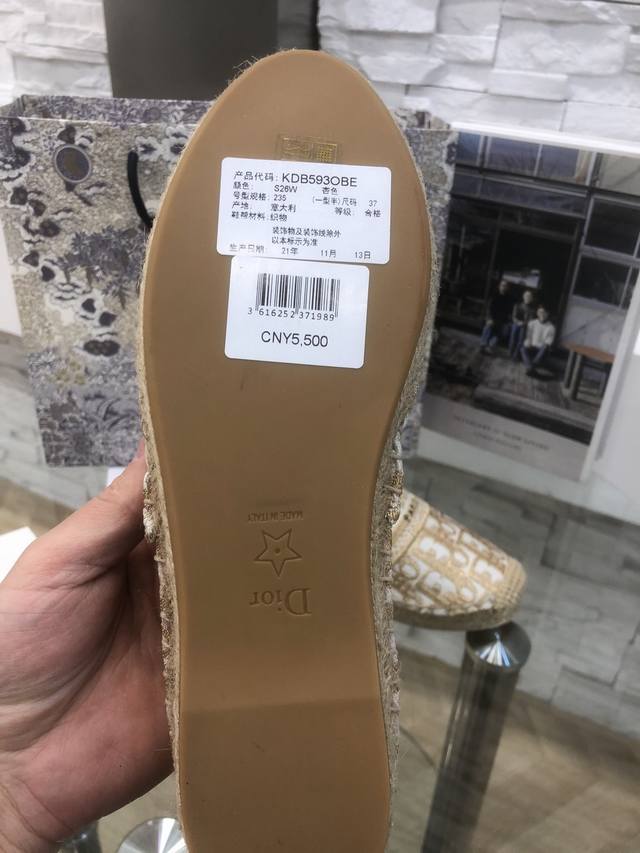 产品代码: KDB593OBE
颜色: S26W 杏色
号型规格: 235 (一型半)尺码 37
产地: 意大利 等级: 合格
鞋帮材料: 织物
装饰物及装饰线除外
以本标示为准
生产日期: 21年 11月 13日
3 616252 371989
CNY5,500
MADE IN ITALY
Dior